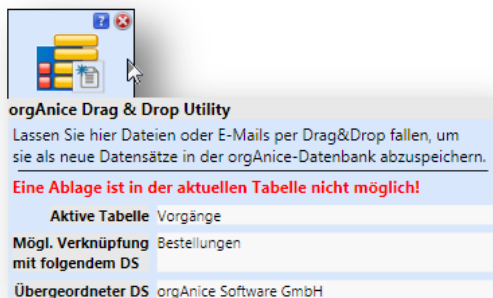 orgAnice Drag & Drop Utility
Lassen Sie hier Dateien oder E-Mails per Drag&Drop fallen, um
sie als neue Datensätze in der orgAnice-Datenbank abzuspeichern.
Eine Ablage ist in der aktuellen Tabelle nicht möglich!
Aktive Tabelle Vorgänge
Mögl. Verknüpfung Bestellungen
mit folgendem DS
Übergeordneter DS orgAnice Software GmbH